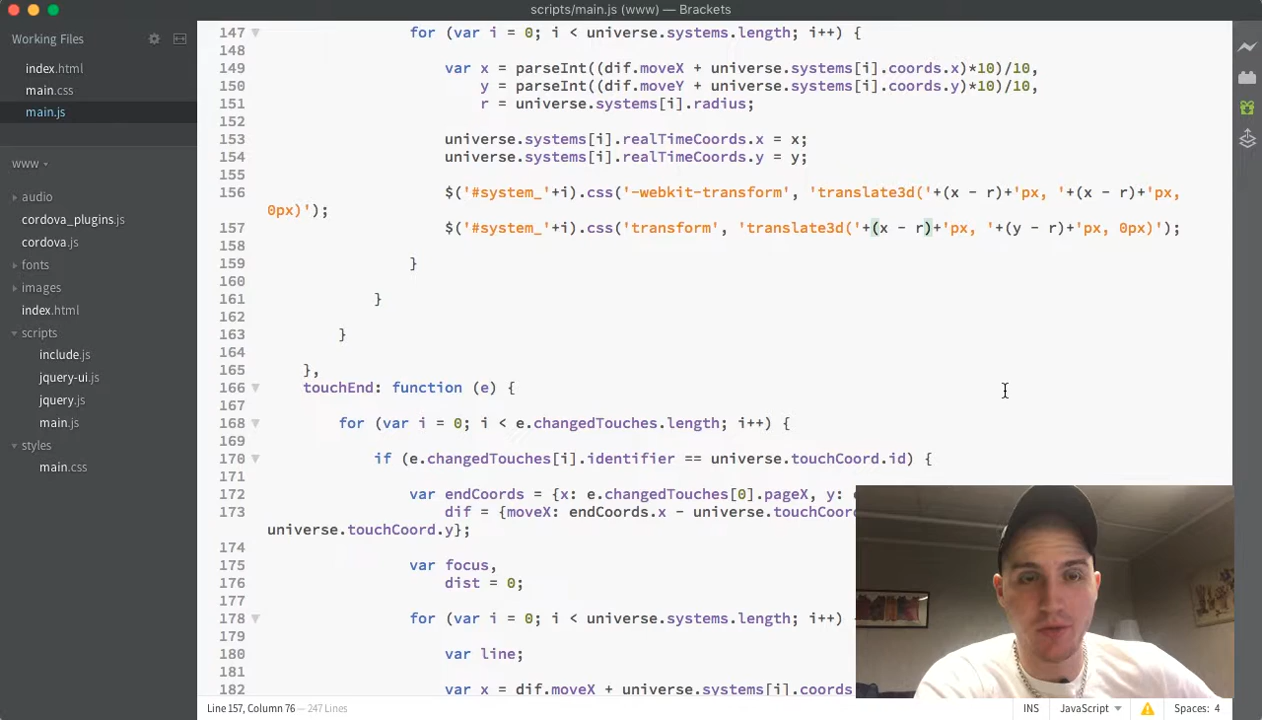 scripts/main.js (www) — Brackets
Working Files
index.html
main.css
main.js
www
audio
cordova_plugins.js
cordova.js
fonts
images
index.html
scripts
include.js
jquery-ui.js
jquery.js
main.js
styles
main.css
147 for (var i = 0; i < universe.systems.length; i++) {
148
149 var x = parseInt((dif.moveX + universe.systems[i].coords.x)*10)/10,
150 y = parseInt((dif.moveY + universe.systems[i].coords.y)*10)/10,
151 r = universe.systems[i].radius;
152
153 universe.systems[i].realTimeCoords.x = x;
154 universe.systems[i].realTimeCoords.y = y;
155
156 $('#system_'+i).css('-webkit-transform', 'translate3d('+(x - r)+'px, '+(x - r)+'px,
0px)');
157 $('#system_'+i).css('transform', 'translate3d('+(x - r)+'px, '+(y - r)+'px, 0px)');
158
159 }
160
161 }
162
163 }
164
165 },
166 touchEnd: function (e) {
167
168 for (var i = 0; i < e.changedTouches.length; i++) {
169
170 if (e.changedTouches[i].identifier == universe.touchCoord.id) {
171
172 var endCoords = {x: e.changedTouches[0].pageX, y:
173 dif = {moveX: endCoords.x - universe.touchCoord
universe.touchCoord.y};
174
175 var focus,
176 dist = 0;
177
178 for (var i = 0; i < universe.systems.length; i++)
179
180 var line;
181
182 var x = dif.moveX + universe.systems[i].coords
Line 157, Column 76 — 247 Lines
INS
JavaScript
Spaces: 4